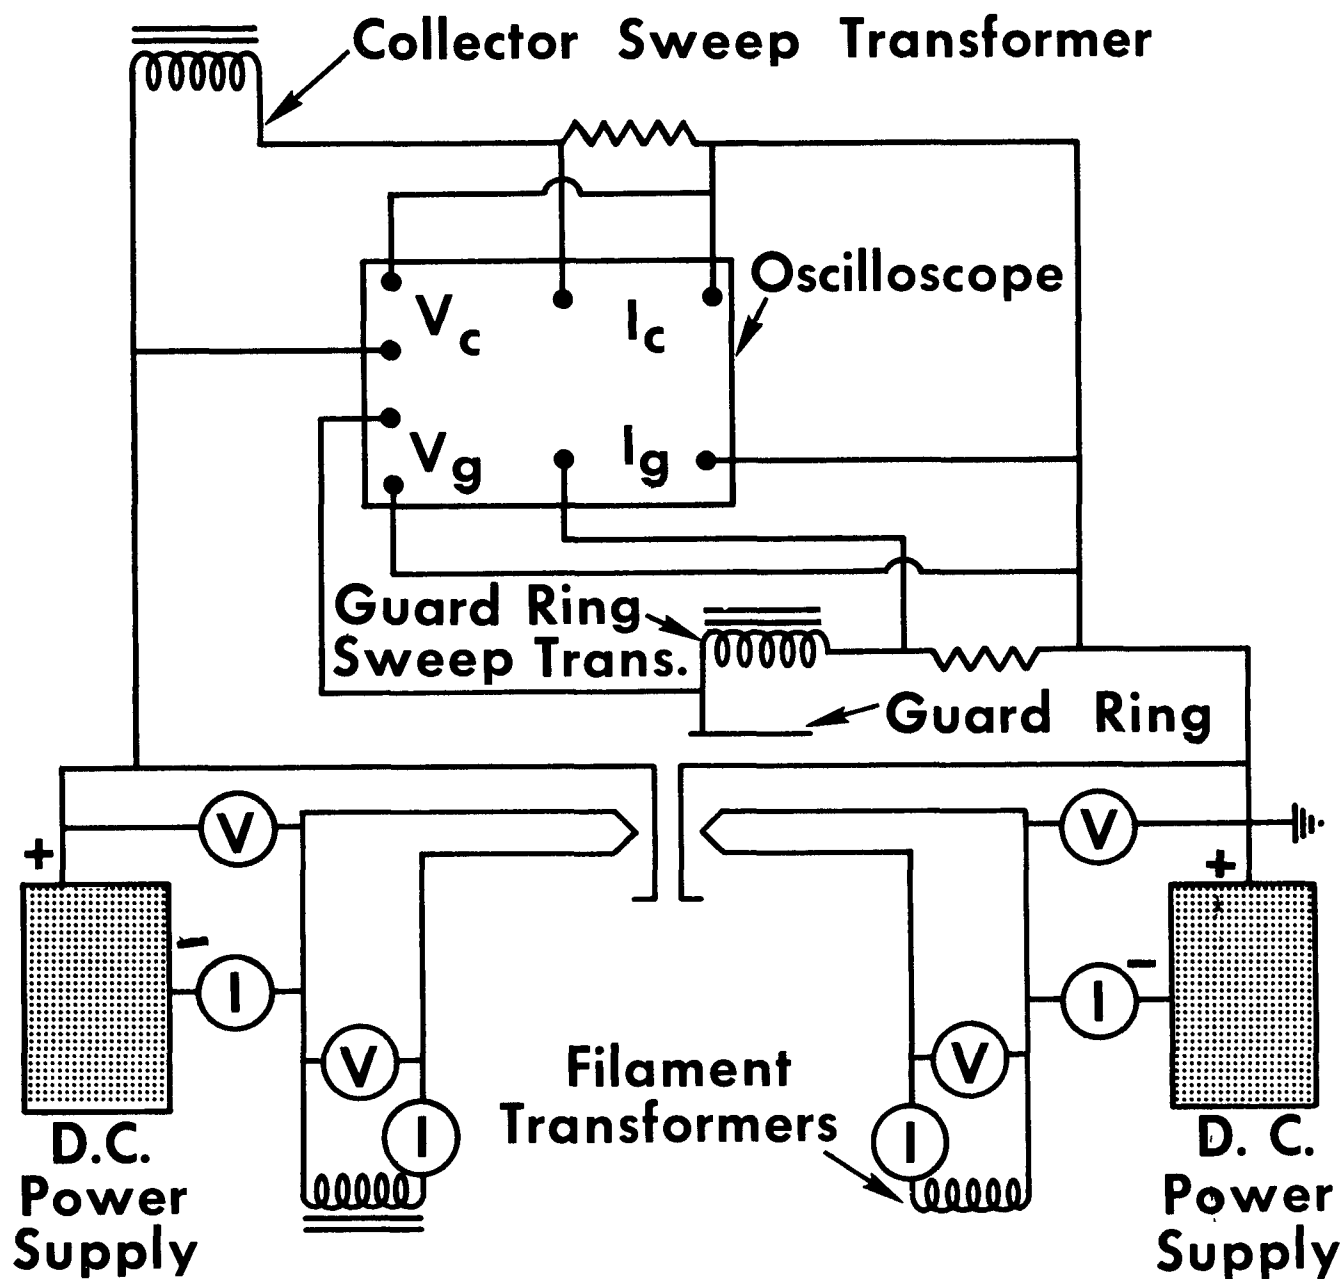 Collector Sweep Transformer
Oscilloscope
Vc
Ic
Vg
Ig
Guard Ring
Sweep Trans.
Guard Ring
V
V
+
+
−
−
I
I
V
V
Filament
Transformers
I
I
D.C.
Power
Supply
D. C.
Power
Supply